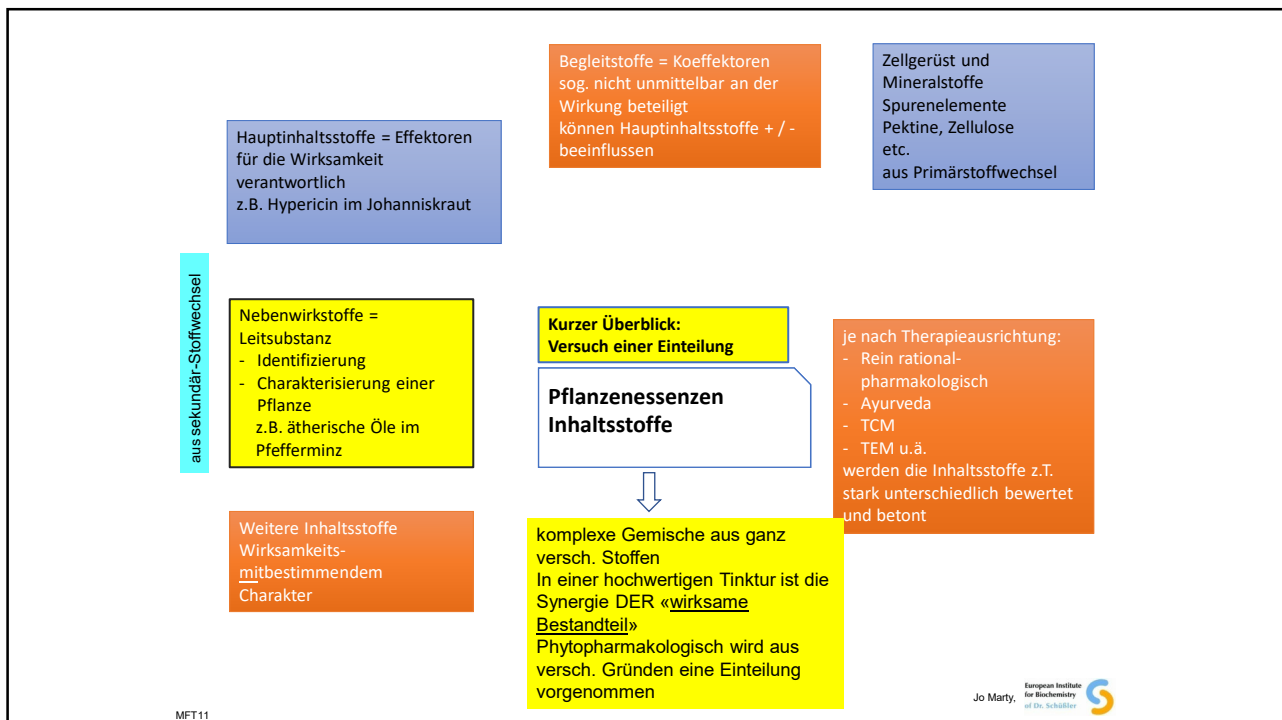 Begleitstoffe = Koeffektoren
sog. nicht unmittelbar an der
Wirkung beteiligt
können Hauptinhaltsstoffe + / -
beeinflussen
Zellgerüst und
Mineralstoffe
Spurenelemente
Pektine, Zellulose
etc.
aus Primärstoffwechsel
Hauptinhaltsstoffe = Effektoren
für die Wirksamkeit
verantwortlich
z.B. Hypericin im Johanniskraut
aus sekundär-Stoffwechsel
Nebenwirkstoffe =
Leitsubstanz
- Identifizierung
- Charakterisierung einer
Pflanze
z.B. ätherische Öle im
Pfefferminz
Kurzer Überblick:
Versuch einer Einteilung
Pflanzenessenzen
Inhaltsstoffe
je nach Therapieausrichtung:
- Rein rational-
pharmakologisch
- Ayurveda
- TCM
- TEM u.ä.
werden die Inhaltsstoffe z.T.
stark unterschiedlich bewertet
und betont
Weitere Inhaltsstoffe
Wirksamkeits-
mitbestimmendem
Charakter
komplexe Gemische aus ganz
versch. Stoffen
In einer hochwertigen Tinktur ist die
Synergie DER «wirksame
Bestandteil»
Phytopharmakologisch wird aus
versch. Gründen eine Einteilung
vorgenommen
Jo Marty,
European Institute
for Biochemistry
of Dr. Schüßler
MFT11